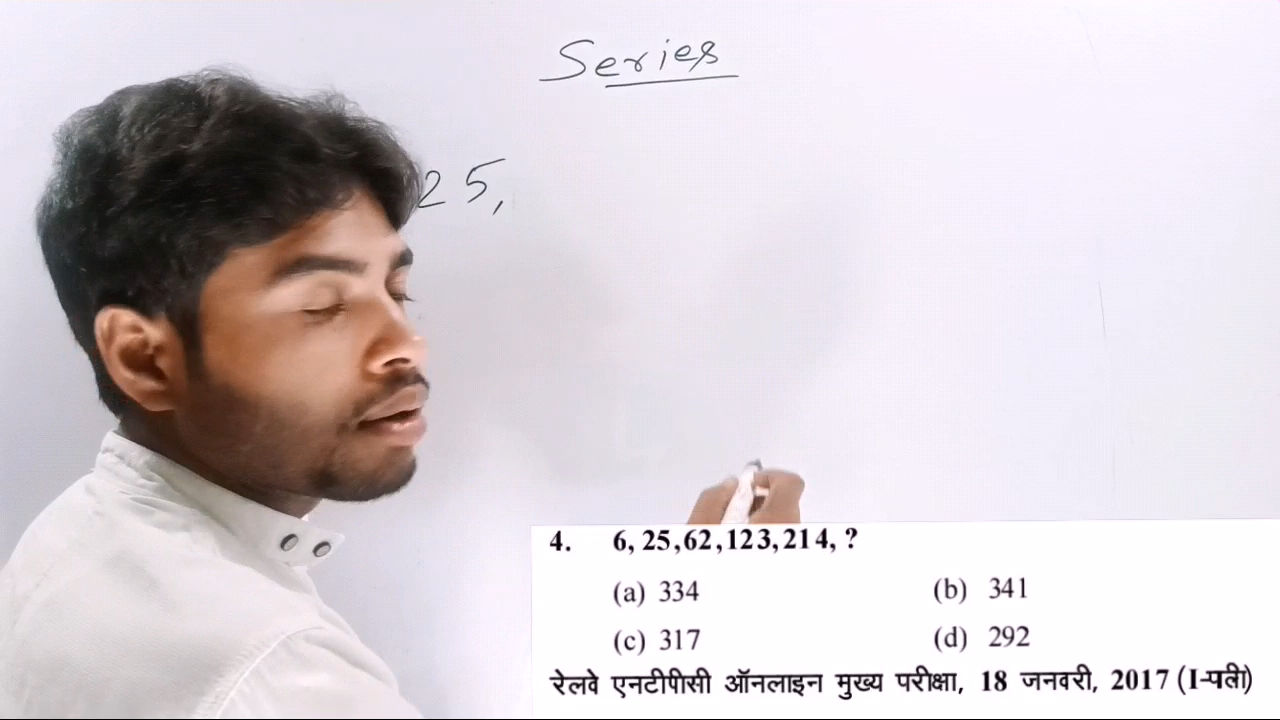 Series
25,
4. 6, 25, 62, 123, 214, ?
(a) 334 (b) 341
(c) 317 (d) 292
रेलवे एनटीपीसी ऑनलाइन मुख्य परीक्षा, 18 जनवरी, 2017 (I-पाली)